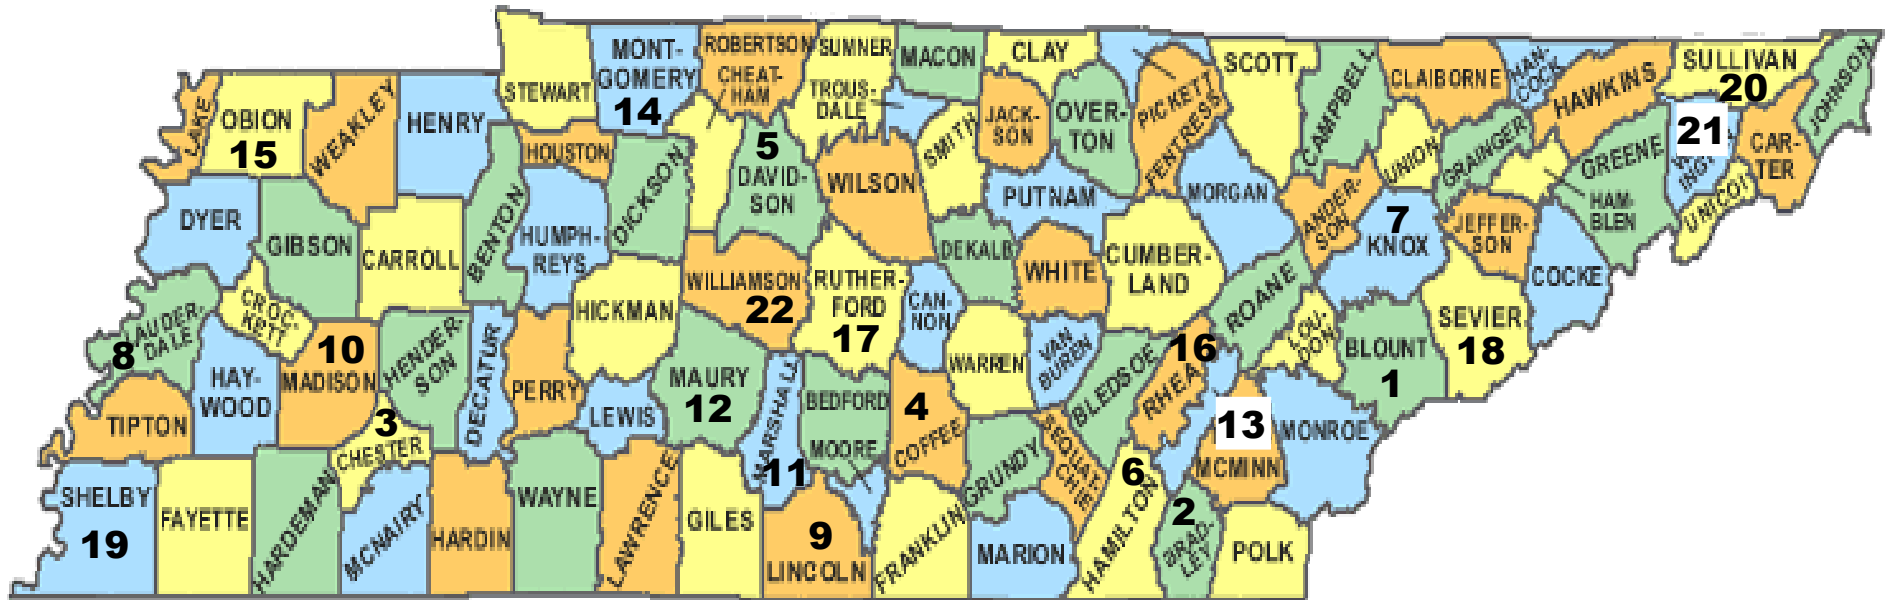 STEWART
MONT-
GOMERY
14
ROBERTSON
CHEAT-
HAM
SUMNER
TROUS-
DALE
MACON
CLAY
PICKETT
FENTRESS
SCOTT
CAMPBELL
CLAIBORNE
HAN-
COCK
HAWKINS
SULLIVAN
20
JOHNSON
LAKE
OBION
15
WEAKLEY
HENRY
HOUSTON
DICKSON
5
DAVID-
SON
WILSON
SMITH
JACK-
SON
OVER-
TON
PUTNAM
MORGAN
ANDER-
SON
UNION
GRAINGER
HAM-
BLEN
GREENE
21
INGT
CAR-
TER
UNICOI
DYER
GIBSON
CARROLL
BENTON
HUMPH-
REYS
HICKMAN
WILLIAMSON
22
RUTHER-
FORD
17
CAN-
NON
DEKALB
WHITE
CUMBER-
LAND
ROANE
7
KNOX
JEFFER-
SON
COCKE
SEVIER
18
LAUDER-
DALE
8
CROC-
KETT
HAY-
WOOD
10
MADISON
HENDER-
SON
DECATUR
PERRY
LEWIS
MAURY
12
MARSHALL
11
BEDFORD
MOORE
4
COFFEE
WARREN
VAN
BUREN
BLEDSOE
16
RHEA
LOU-
DON
BLOUNT
1
TIPTON
3
CHESTER
GRUNDY
SEQUAT-
CHIE
6
HAMILTON
13
MCMINN
MONROE
SHELBY
19
FAYETTE
HARDEMAN
MCNAIRY
HARDIN
WAYNE
LAWRENCE
GILES
9
LINCOLN
FRANKLIN
MARION
2
BRAD-
LEY
POLK